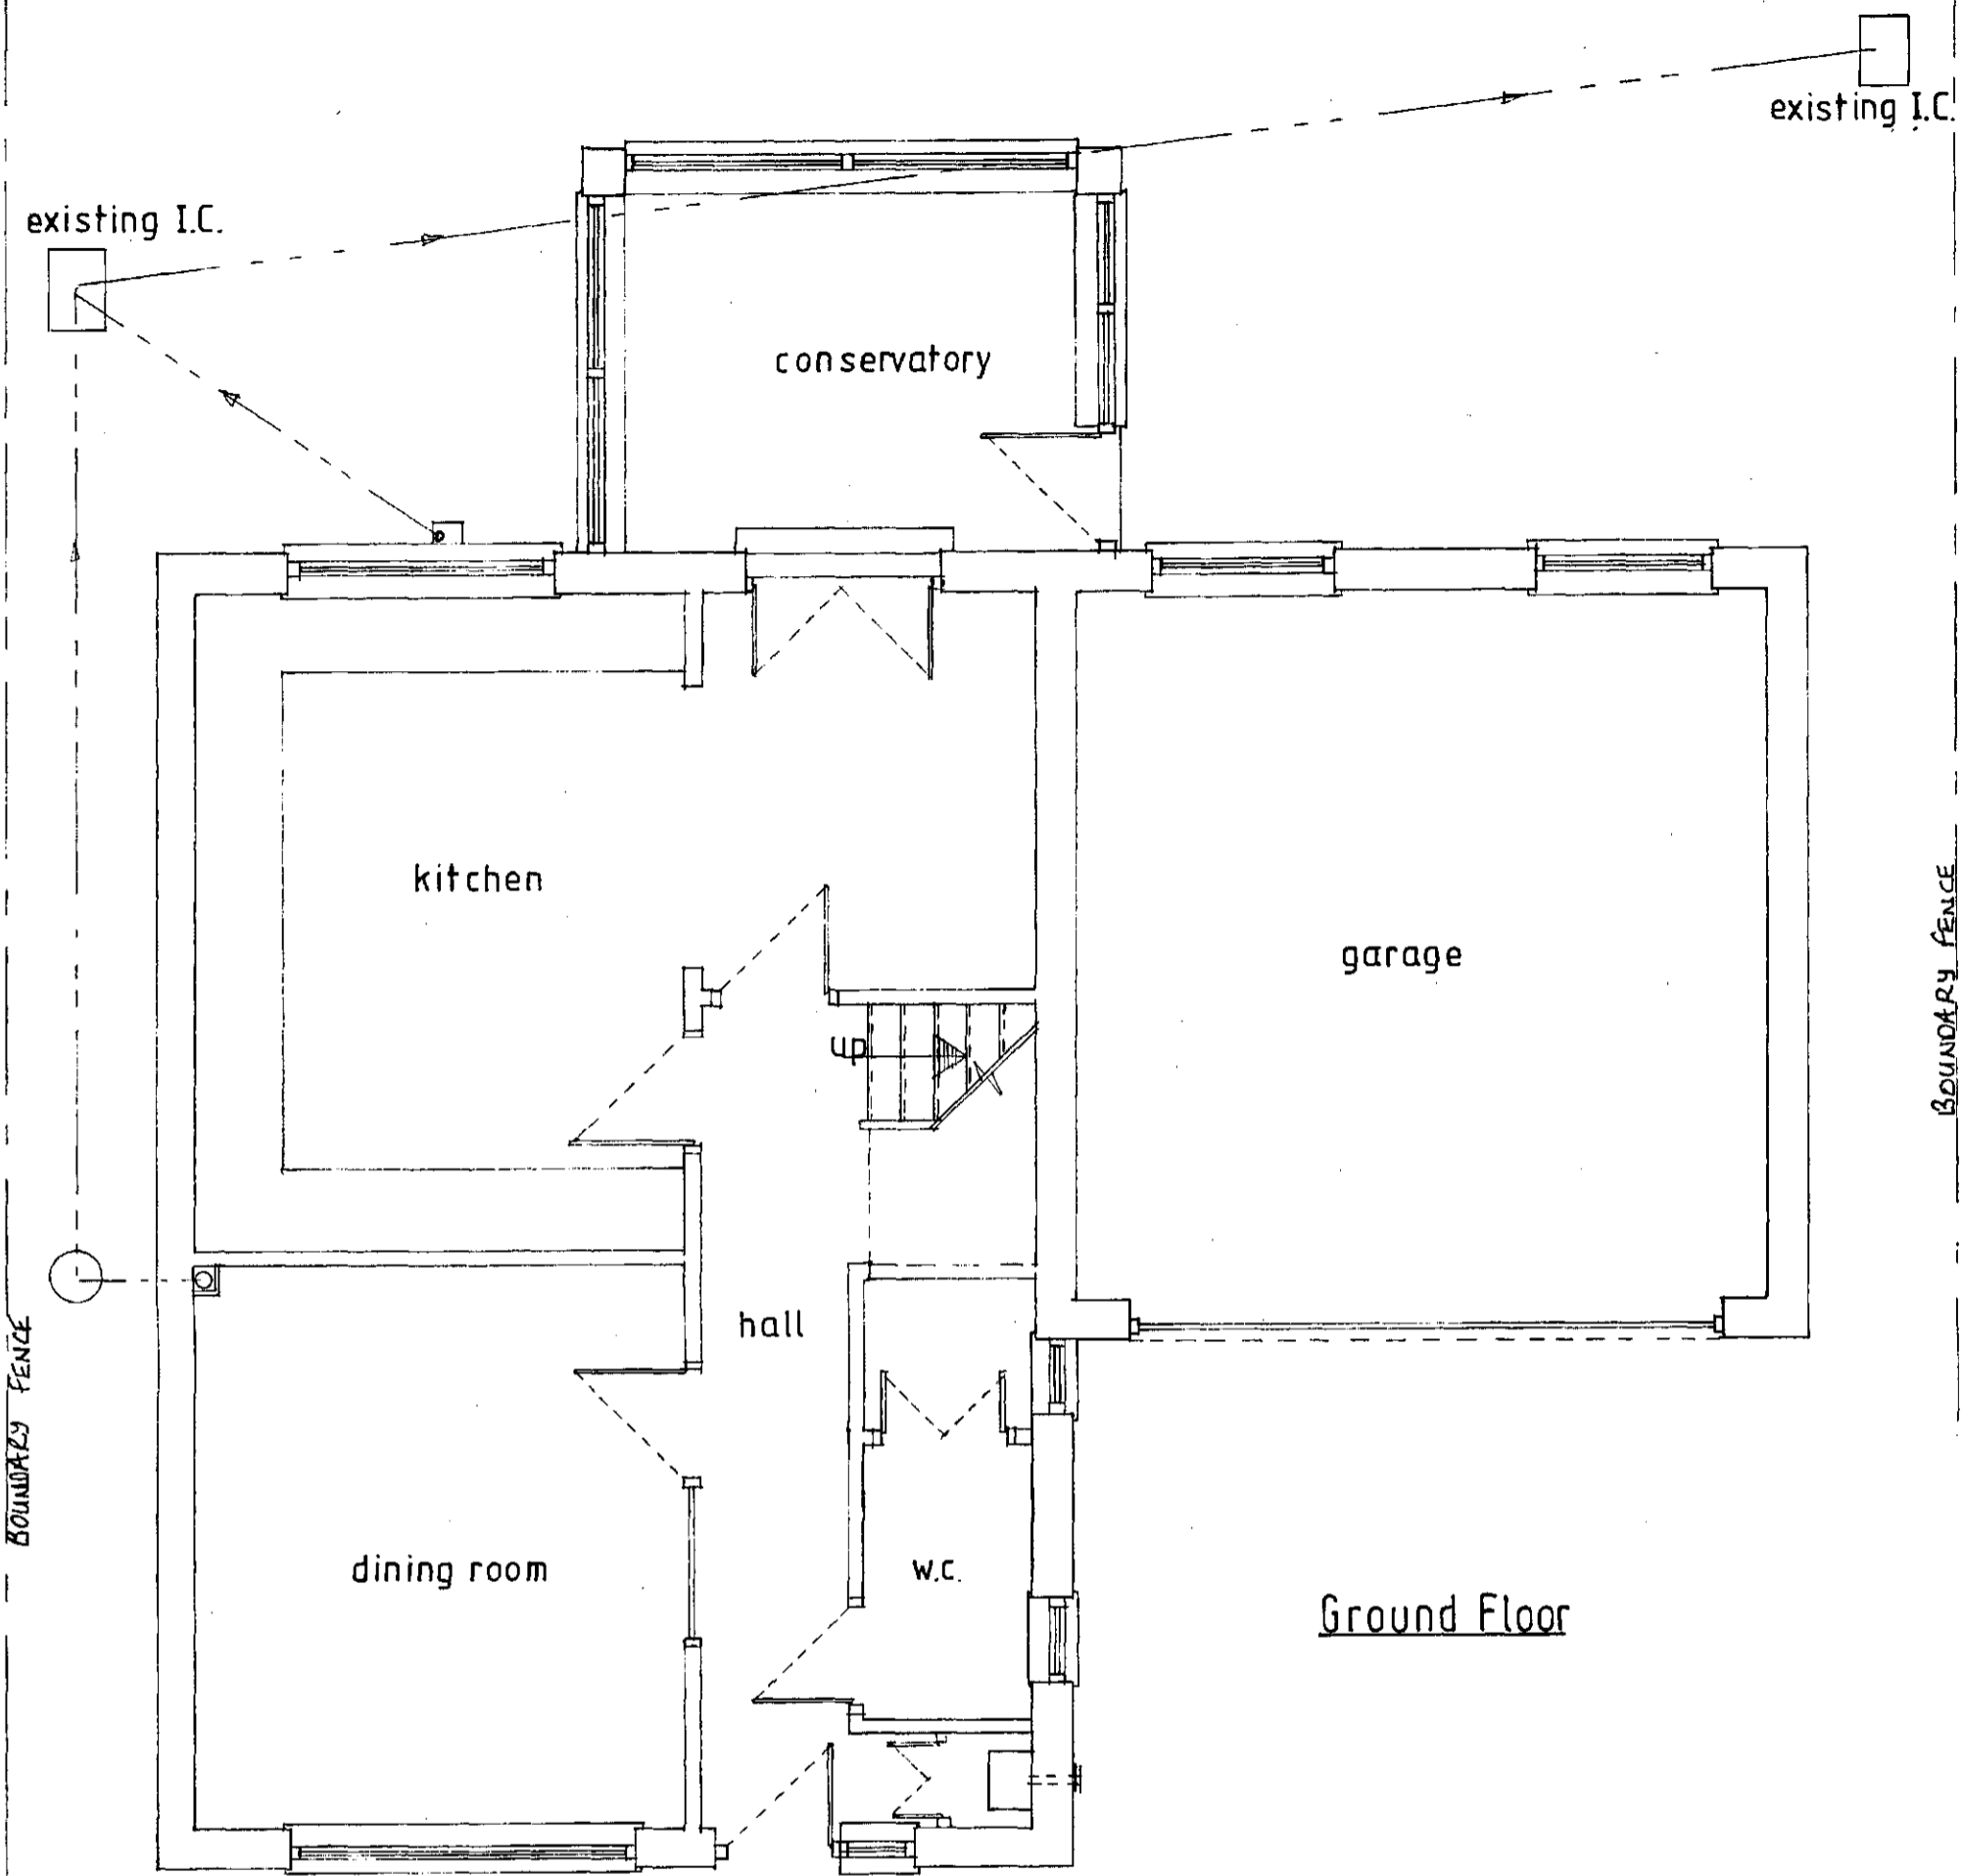 existing I.C.
existing I.C.
conservatory
kitchen
garage
BOUNDARY FENCE
up
hall
BOUNDARY FENCE
dining room
w.c.
Ground Floor